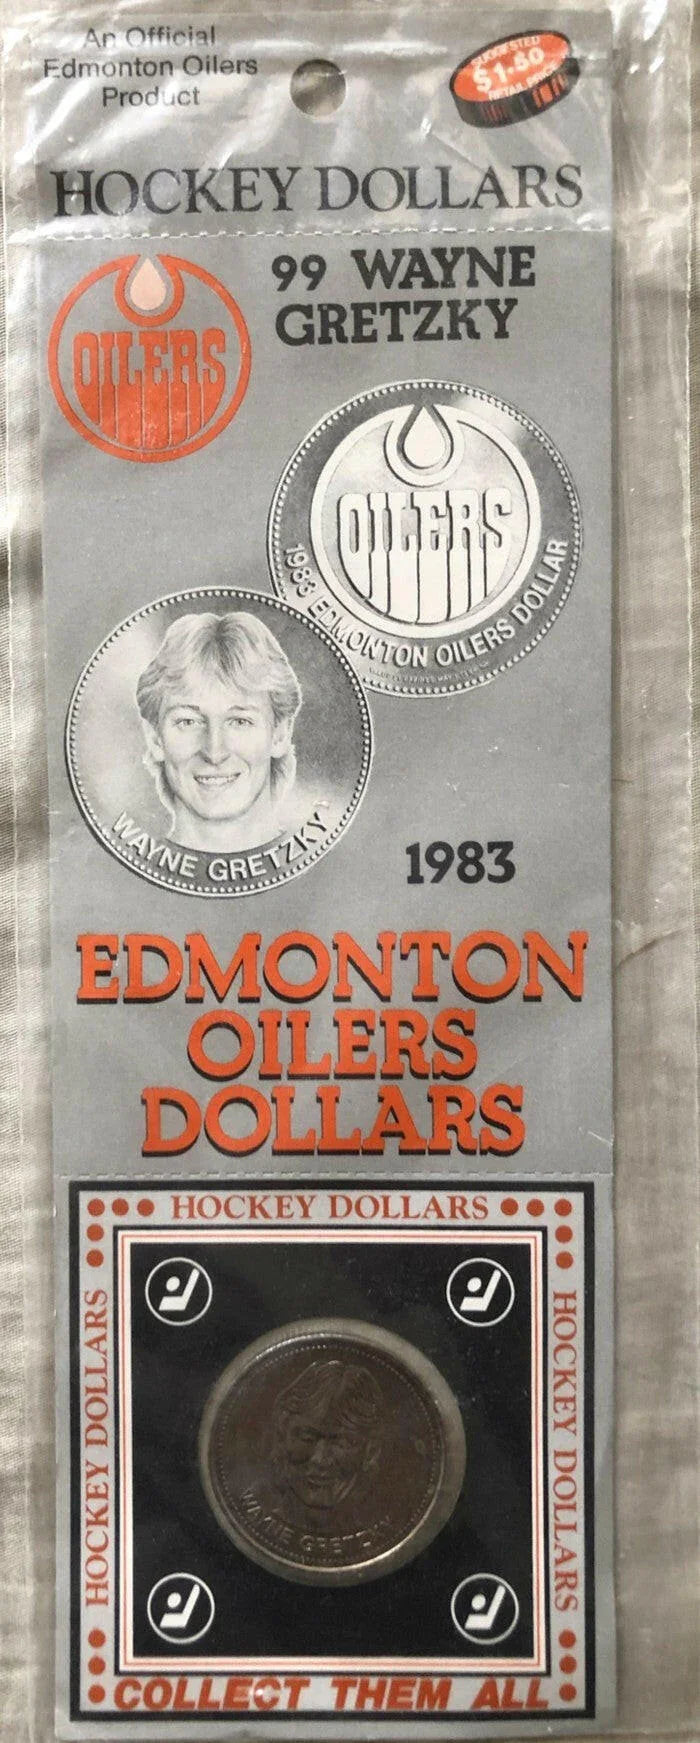 An Official
Edmonton Oilers
Product
SUGGESTED
$1.50
RETAIL PRICE
HOCKEY DOLLARS
OILERS
99 WAYNE
GRETZKY
OILERS
1983 EDMONTON OILERS DOLLAR
WAYNE GRETZKY
1983
EDMONTON
OILERS
DOLLARS
HOCKEY DOLLARS
HOCKEY DOLLARS
HOCKEY DOLLARS
WAYNE GRETZKY
COLLECT THEM ALL